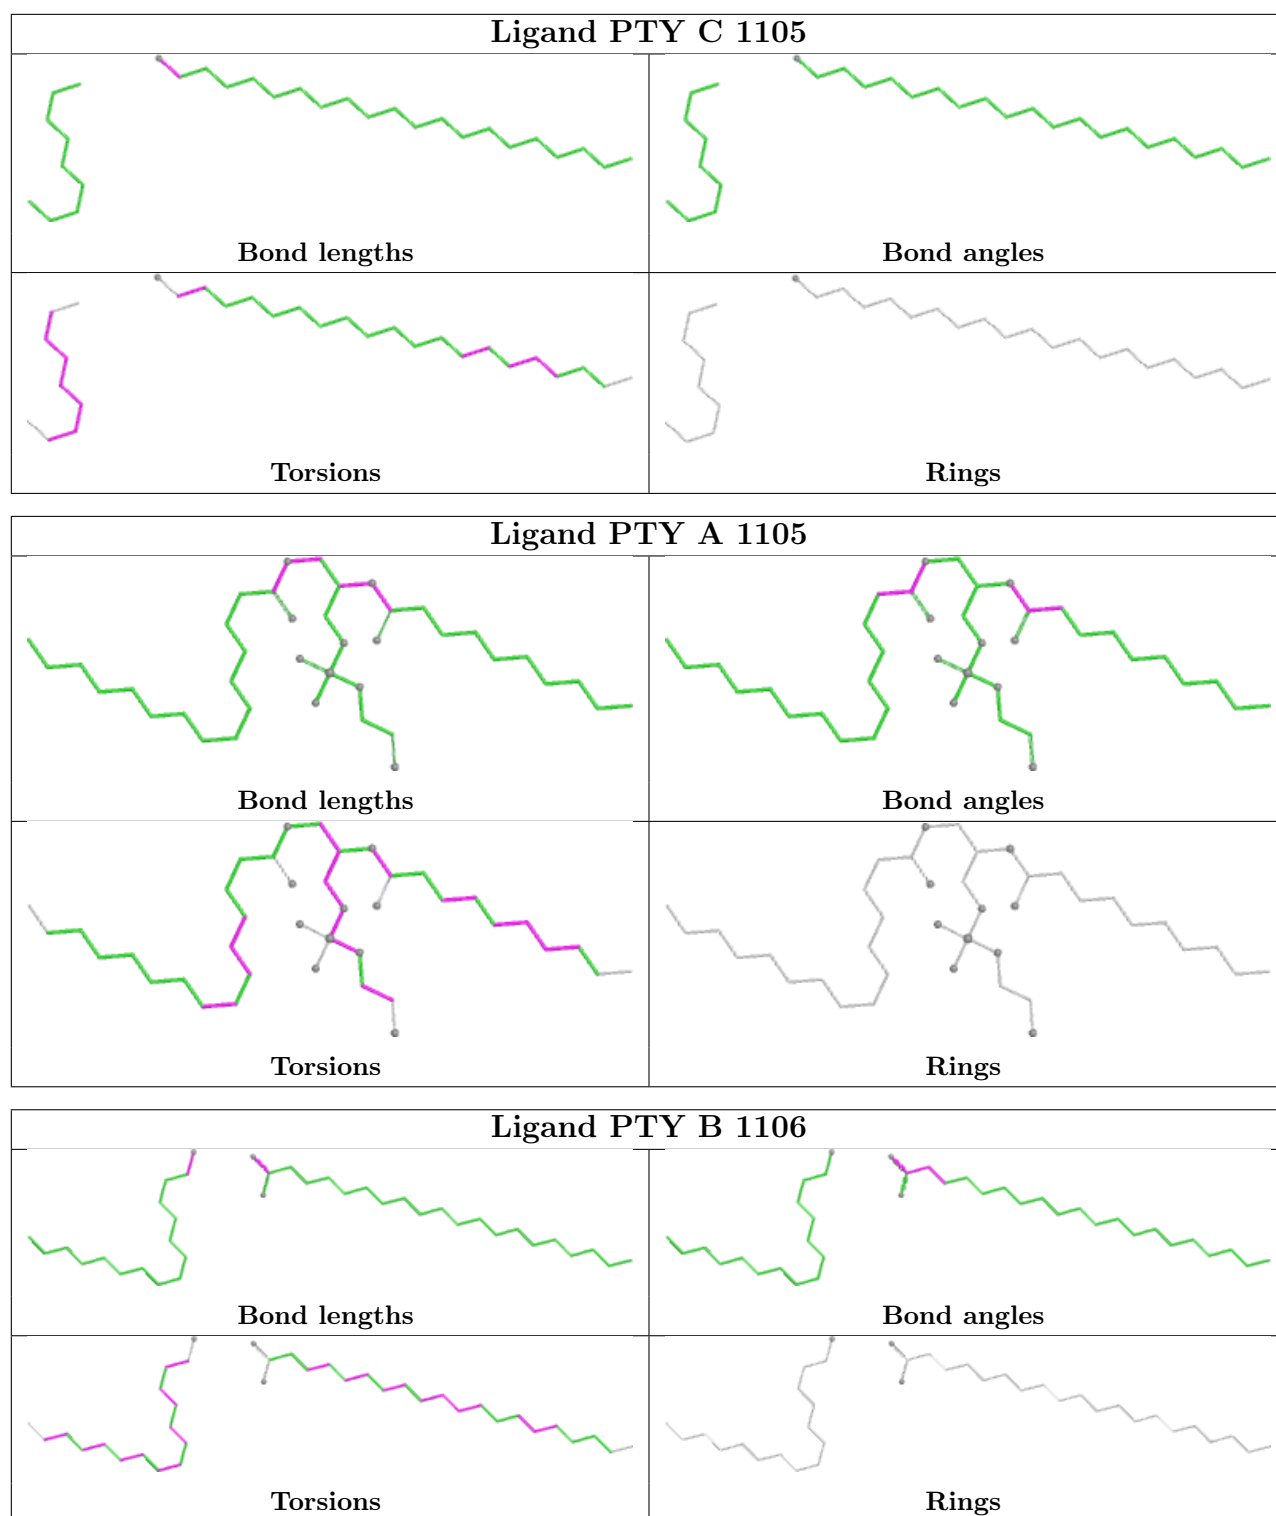 Ligand PTY C 1105
Bond lengths
Bond angles
Torsions
Rings
Ligand PTY A 1105
Bond lengths
Bond angles
Torsions
Rings
Ligand PTY B 1106
Bond lengths
Bond angles
Torsions
Rings